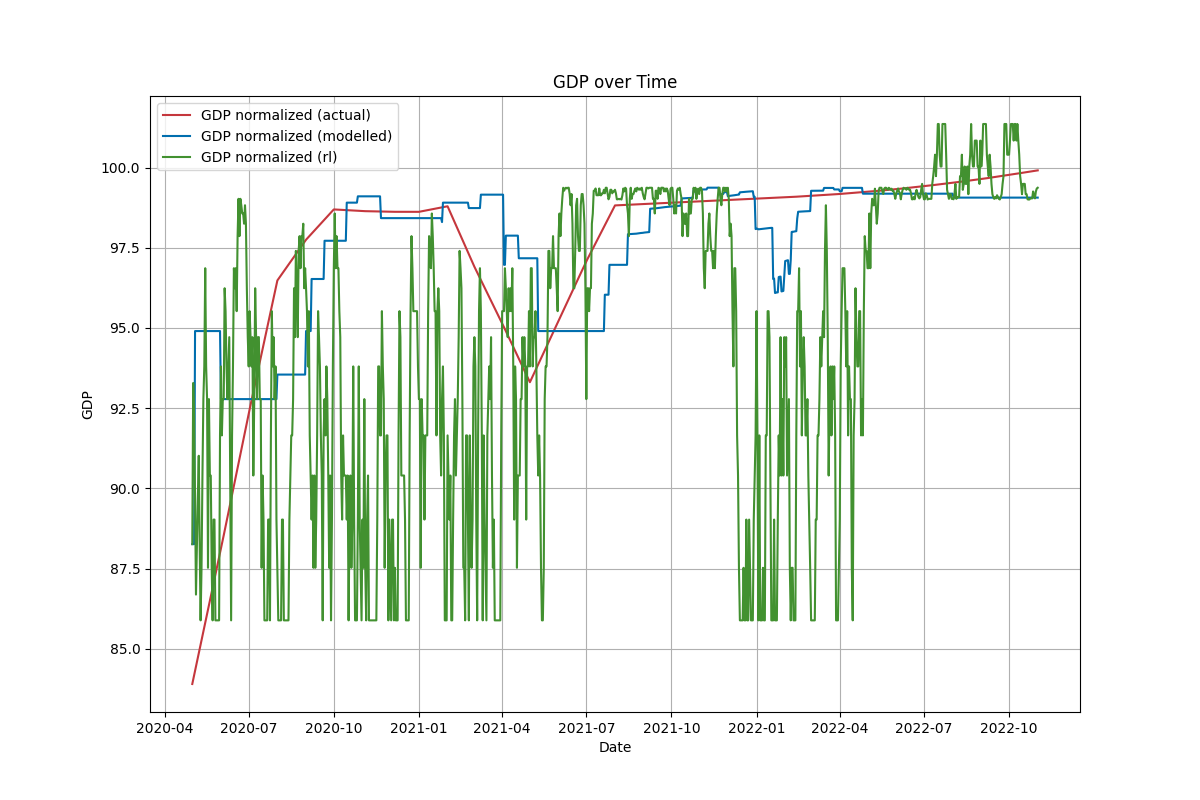 GDP over Time
GDP normalized (actual)
GDP normalized (modelled)
GDP normalized (rl)
100.0
97.5
95.0
92.5
90.0
87.5
85.0
GDP
2020-04 2020-07 2020-10 2021-01 2021-04 2021-07 2021-10 2022-01 2022-04 2022-07 2022-10
Date